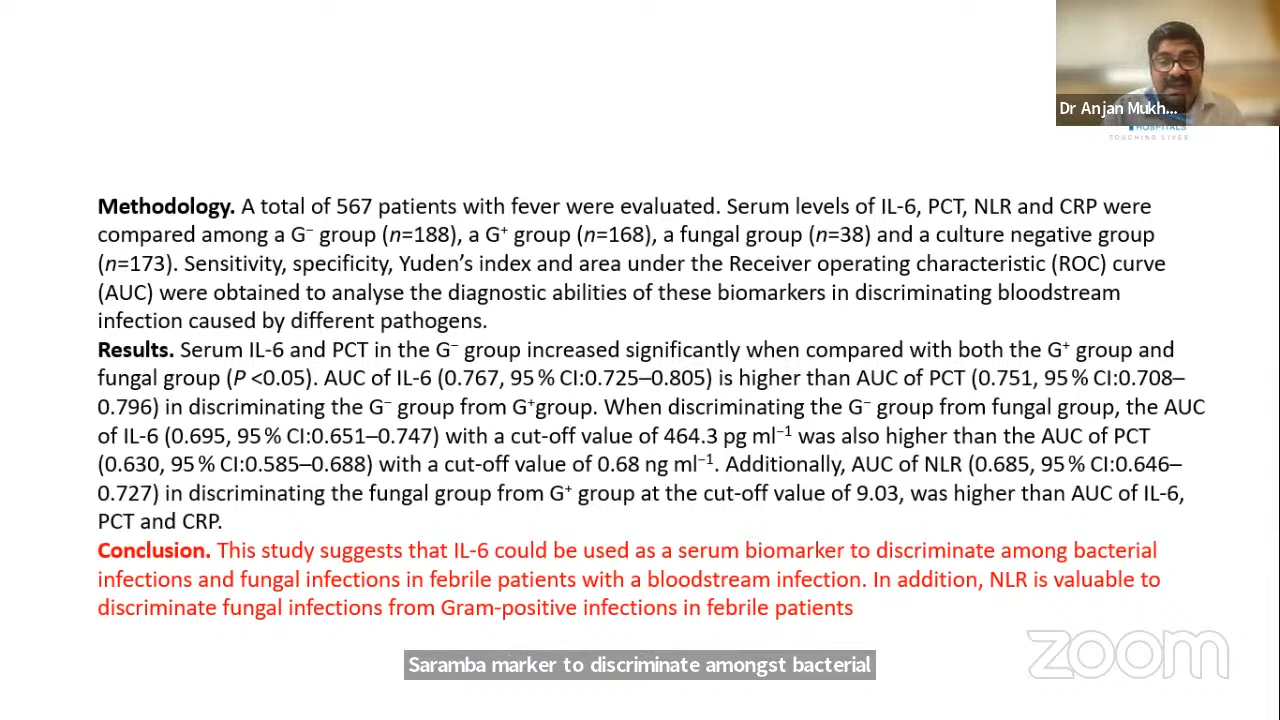 Dr Anjan Mukh...
HOSPITALS
TOUCHING LIVES
Methodology. A total of 567 patients with fever were evaluated. Serum levels of IL-6, PCT, NLR and CRP were
compared among a G⁻ group (n=188), a G⁺ group (n=168), a fungal group (n=38) and a culture negative group
(n=173). Sensitivity, specificity, Yuden’s index and area under the Receiver operating characteristic (ROC) curve
(AUC) were obtained to analyse the diagnostic abilities of these biomarkers in discriminating bloodstream
infection caused by different pathogens.
Results. Serum IL-6 and PCT in the G⁻ group increased significantly when compared with both the G⁺ group and
fungal group (P <0.05). AUC of IL-6 (0.767, 95 % CI:0.725–0.805) is higher than AUC of PCT (0.751, 95 % CI:0.708–
0.796) in discriminating the G⁻ group from G⁺group. When discriminating the G⁻ group from fungal group, the AUC
of IL-6 (0.695, 95 % CI:0.651–0.747) with a cut-off value of 464.3 pg ml⁻¹ was also higher than the AUC of PCT
(0.630, 95 % CI:0.585–0.688) with a cut-off value of 0.68 ng ml⁻¹. Additionally, AUC of NLR (0.685, 95 % CI:0.646–
0.727) in discriminating the fungal group from G⁺ group at the cut-off value of 9.03, was higher than AUC of IL-6,
PCT and CRP.
Conclusion. This study suggests that IL-6 could be used as a serum biomarker to discriminate among bacterial
infections and fungal infections in febrile patients with a bloodstream infection. In addition, NLR is valuable to
discriminate fungal infections from Gram-positive infections in febrile patients
zoom
Saramba marker to discriminate amongst bacterial